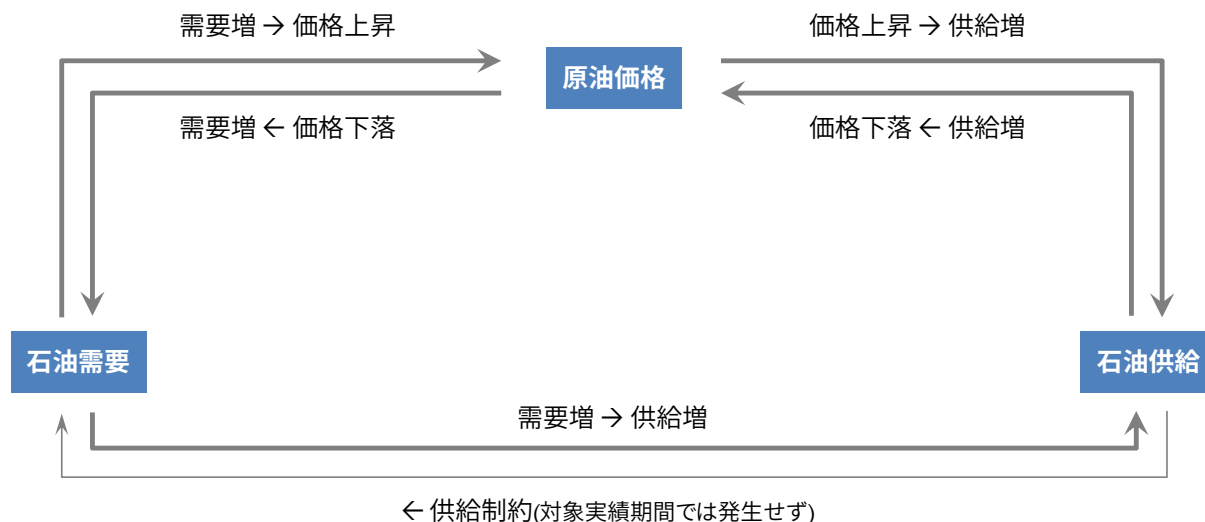 需要増 → 価格上昇
価格上昇 → 供給増
原油価格
需要増 ← 価格下落
価格下落 ← 供給増
石油需要
石油供給
需要増 → 供給増
← 供給制約(対象実績期間では発生せず)